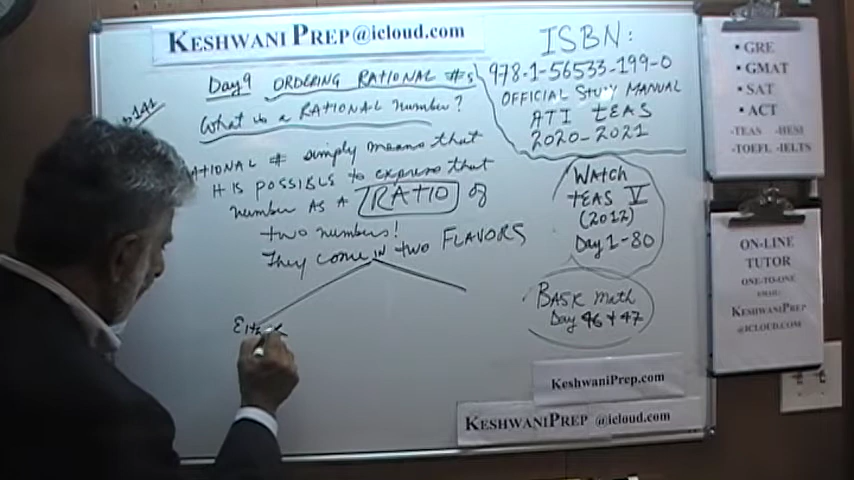 KESHWANIPREP@icloud.com
Day 9 ORDERING RATIONAL #s
What is a RATIONAL number?
RATIONAL # simply means that
it is possible to express that
number as a RATIO of
two numbers!
They come in two FLAVORS
ISBN:
978-1-56533-199-0
OFFICIAL STUDY MANUAL
ATI TEAS
2020-2021
WATCH
TEAS V
(2012)
Day 1-80
BASIC Math
Day 46 + 47
KESHWANIPREP.com
KESHWANIPREP @icloud.com
• GRE
• GMAT
• SAT
• ACT
-TEAS -HESI
-TOEFL -IELTS
ON-LINE
TUTOR
ONE-TO-ONE
EMAIL:
KESHWANIPREP
@ICLOUD.COM